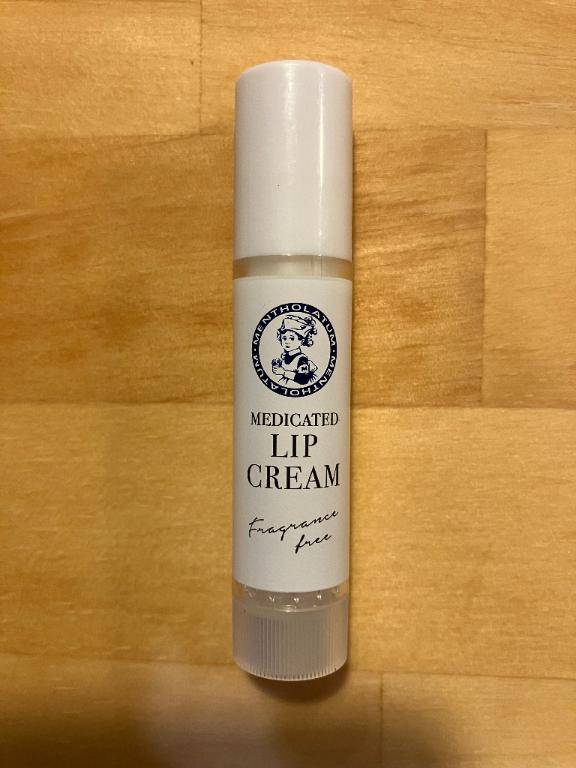 MENTHOLATUM · MENTHOLATUM ·
MEDICATED
LIP
CREAM
Fragrance
free